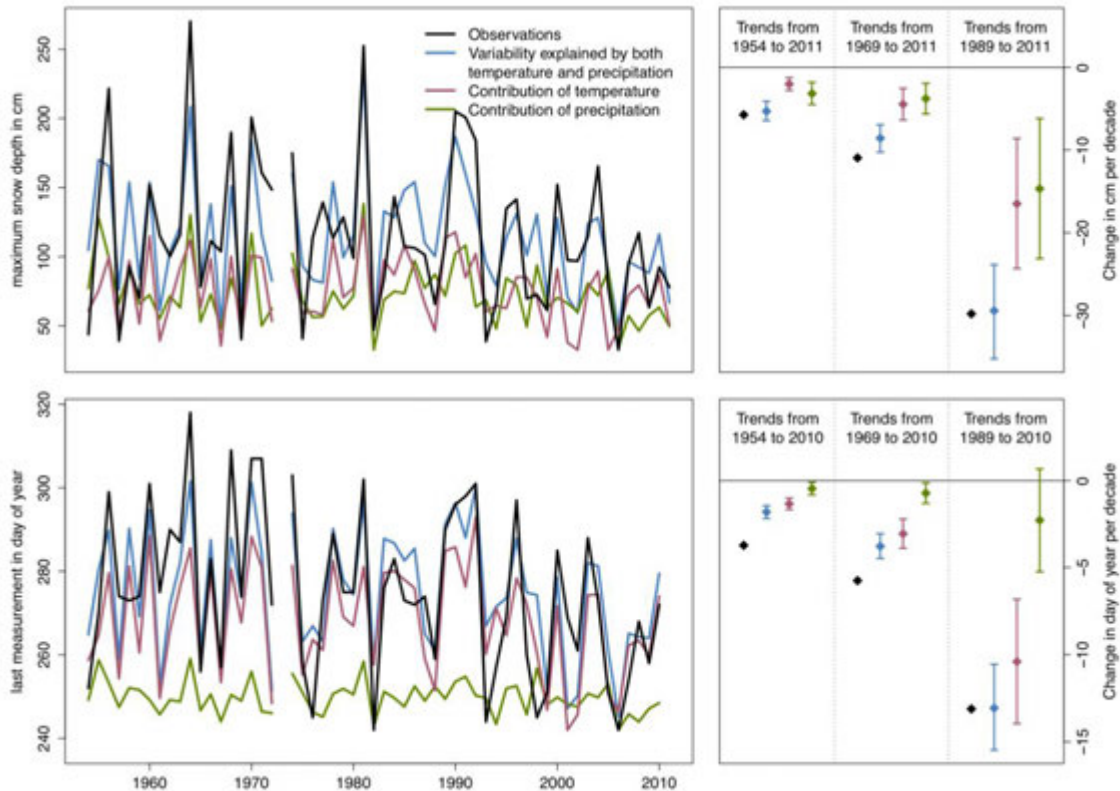 maximum snow depth in cm
50
100
150
200
250
Observations
Variability explained by both
temperature and precipitation
Contribution of temperature
Contribution of precipitation
Trends from
1954 to 2011
Trends from
1969 to 2011
Trends from
1989 to 2011
0
−10
−20
−30
Change in cm per decade
last measurement in day of year
240
260
280
300
320
1960
1970
1980
1990
2000
2010
Trends from
1954 to 2010
Trends from
1969 to 2010
Trends from
1989 to 2010
0
−5
−10
−15
Change in day of year per decade